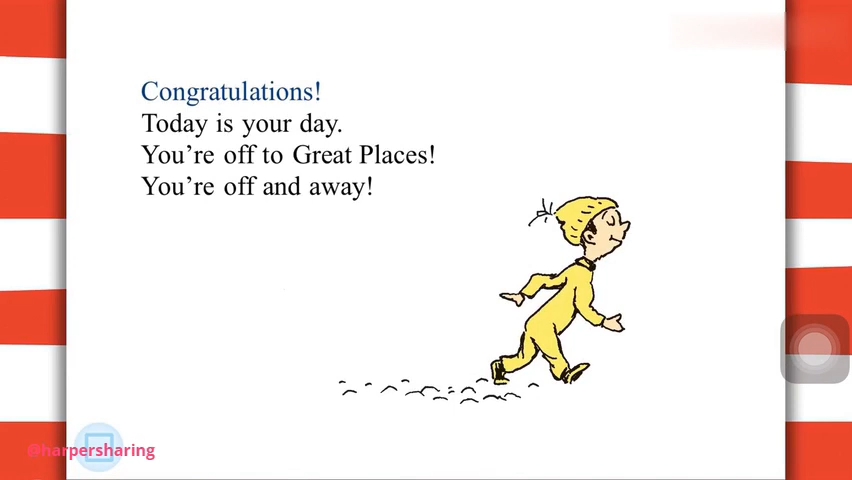 Congratulations!
Today is your day.
You're off to Great Places!
You're off and away!
@harpersharing